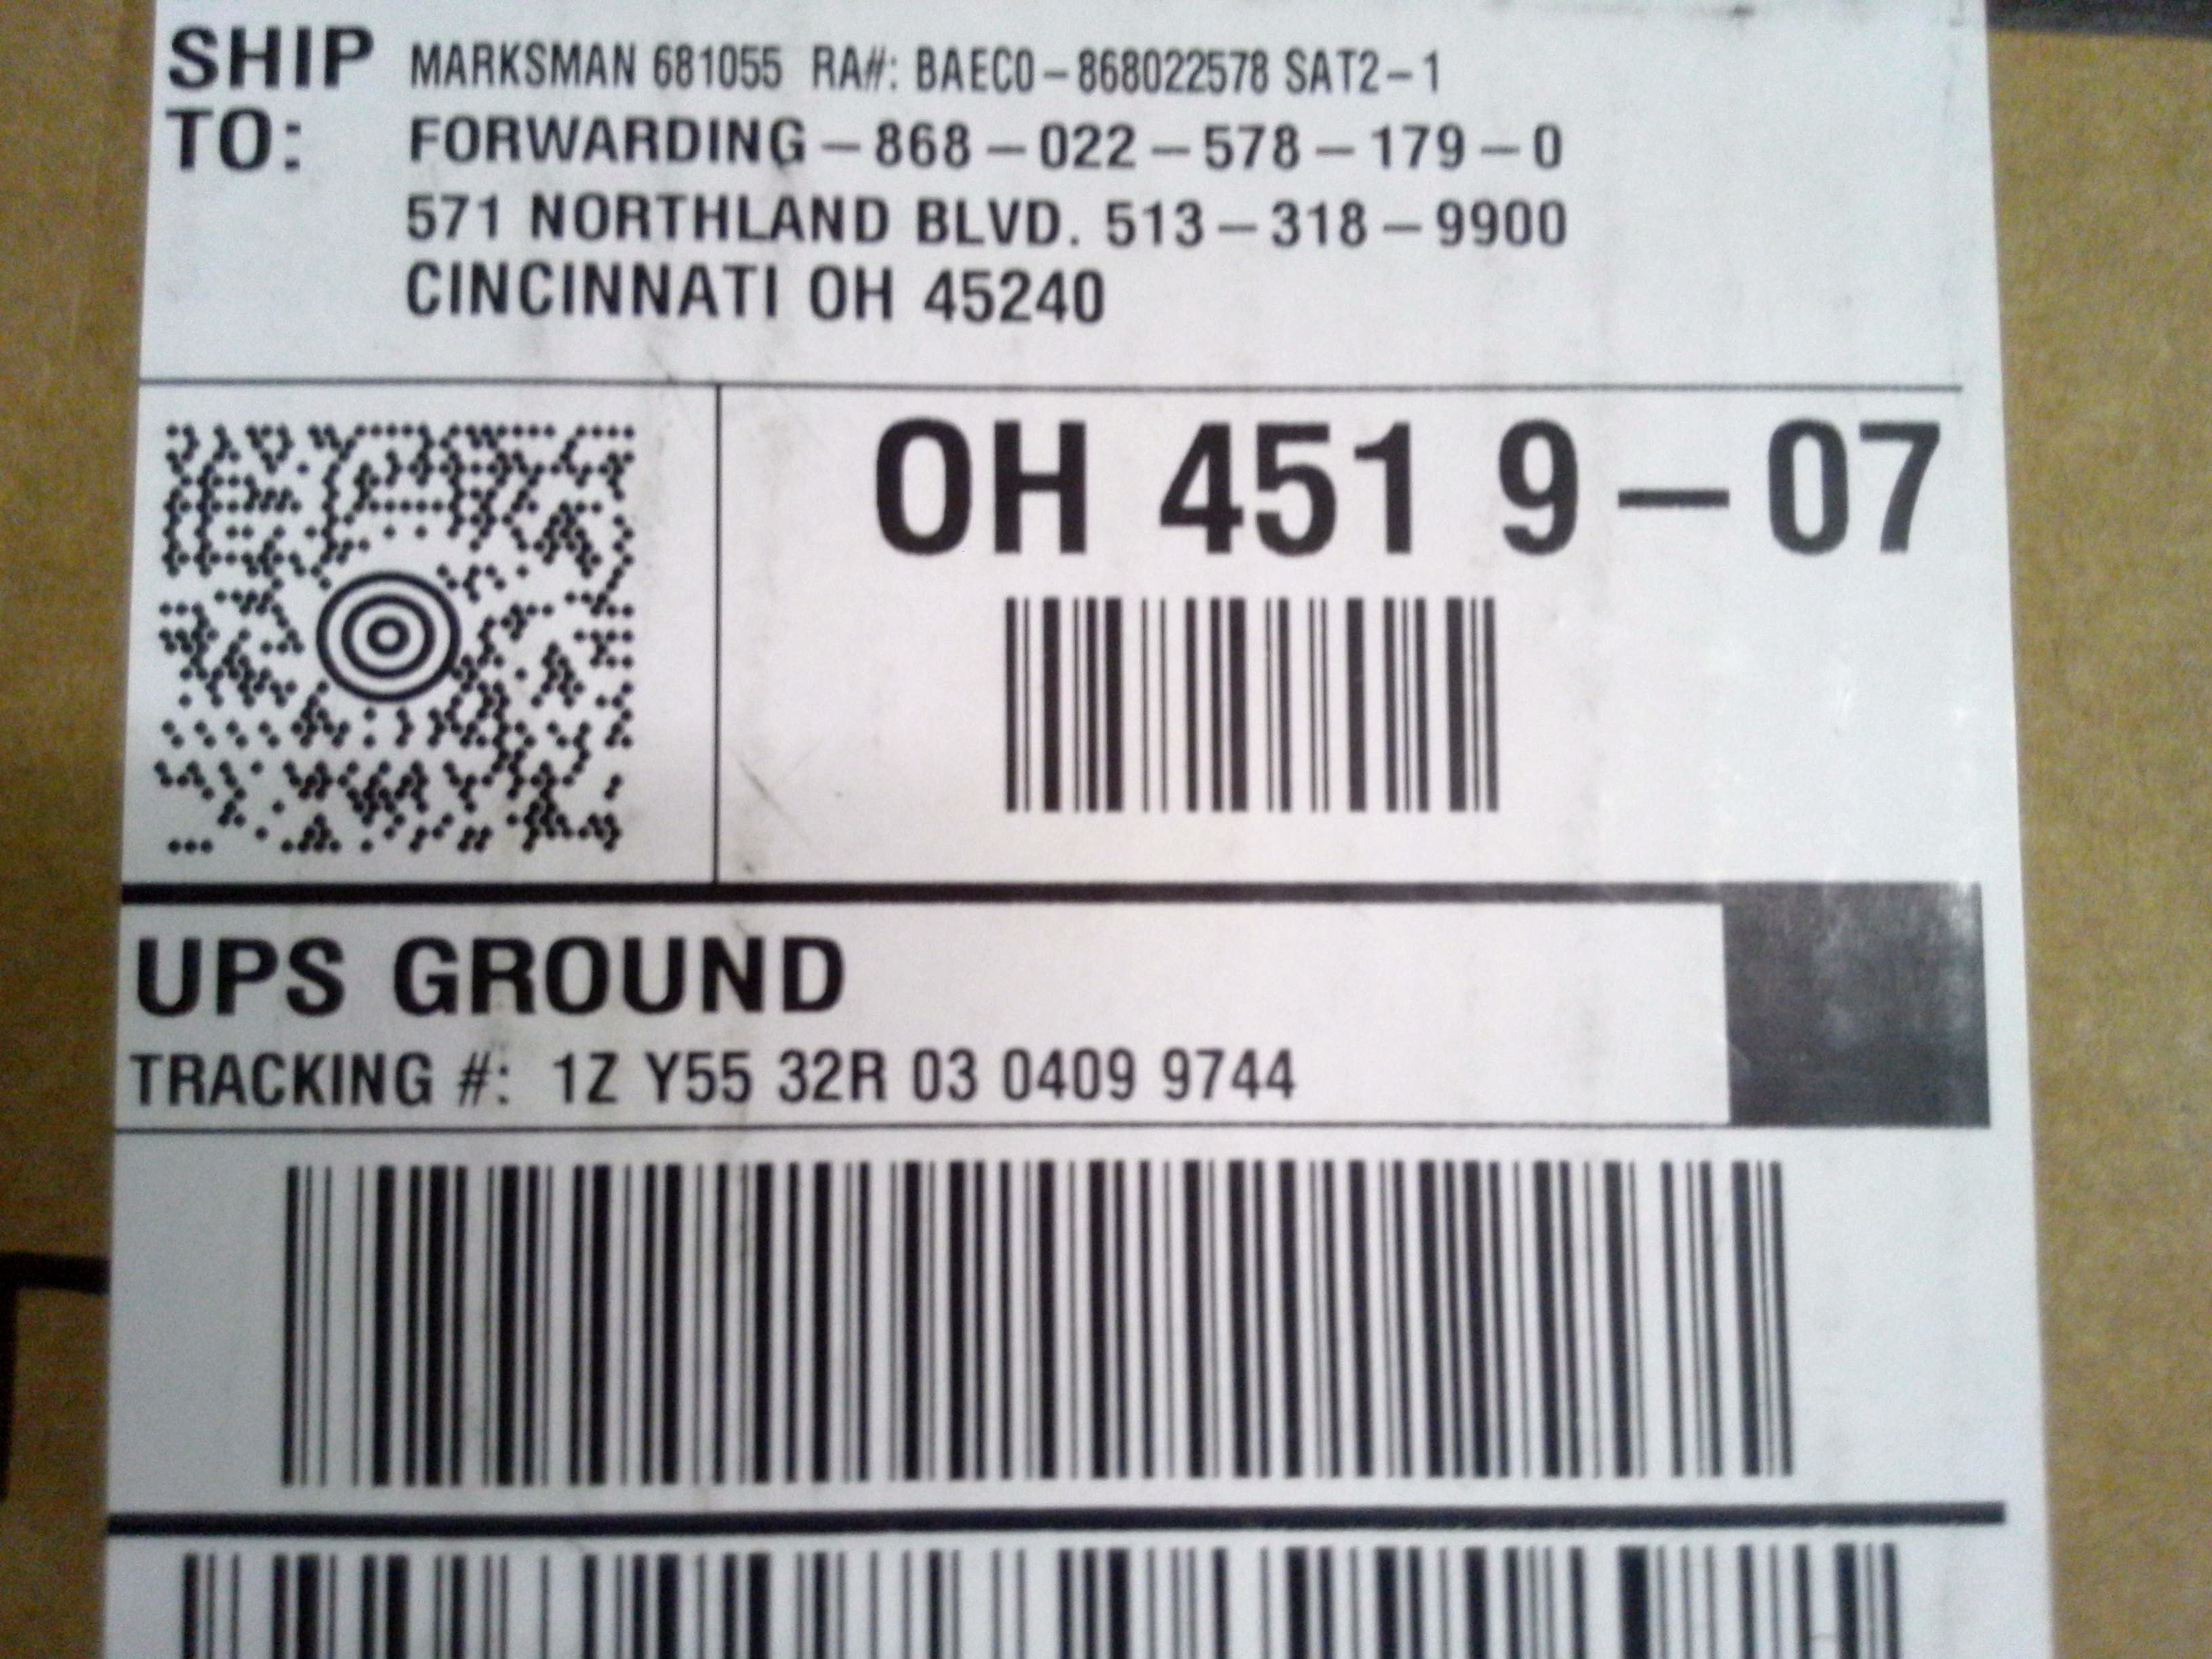 SHIP MARKSMAN 681055 RA#: BAEC0-868022578 SAT2-1
TO: FORWARDING-868-022-578-179-0
571 NORTHLAND BLVD. 513-318-9900
CINCINNATI OH 45240
OH 451 9-07
UPS GROUND
TRACKING #: 1Z Y55 32R 03 0409 9744